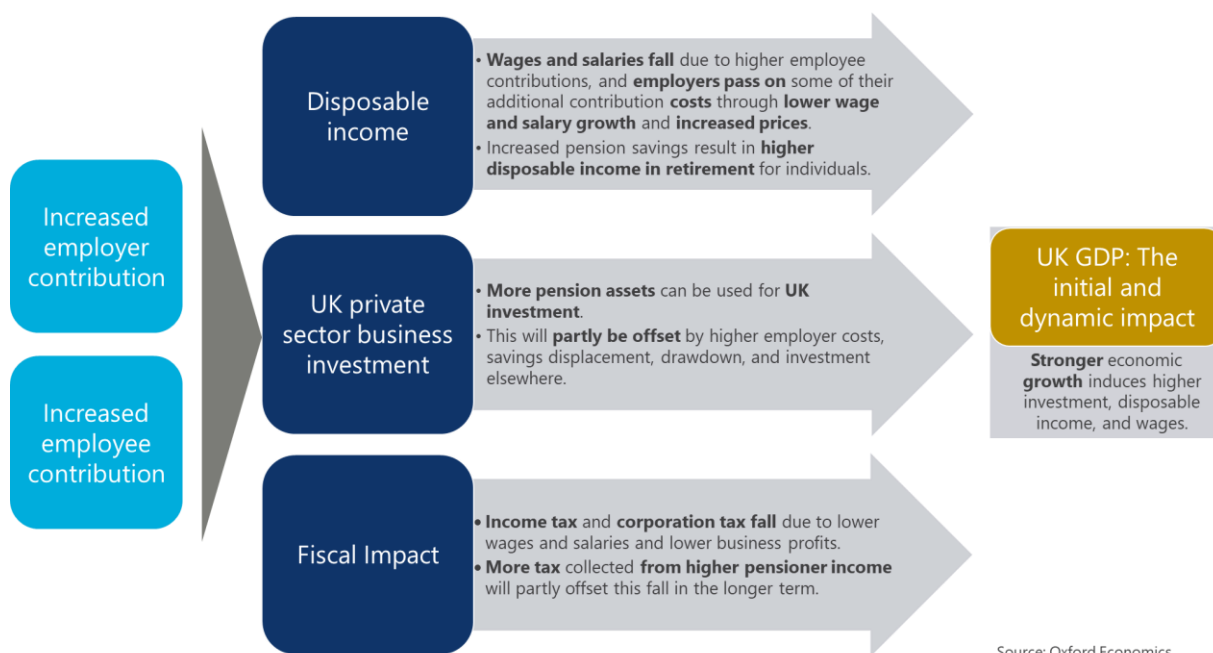 Increased
employer
contribution
Increased
employee
contribution
Disposable
income
• Wages and salaries fall due to higher employee
contributions, and employers pass on some of their
additional contribution costs through lower wage
and salary growth and increased prices.
• Increased pension savings result in higher
disposable income in retirement for individuals.
UK private
sector business
investment
• More pension assets can be used for UK
investment.
• This will partly be offset by higher employer costs,
savings displacement, drawdown, and investment
elsewhere.
Fiscal Impact
• Income tax and corporation tax fall due to lower
wages and salaries and lower business profits.
• More tax collected from higher pensioner income
will partly offset this fall in the longer term.
UK GDP: The
initial and
dynamic impact
Stronger economic
growth induces higher
investment, disposable
income, and wages.
Source: Oxford Economics